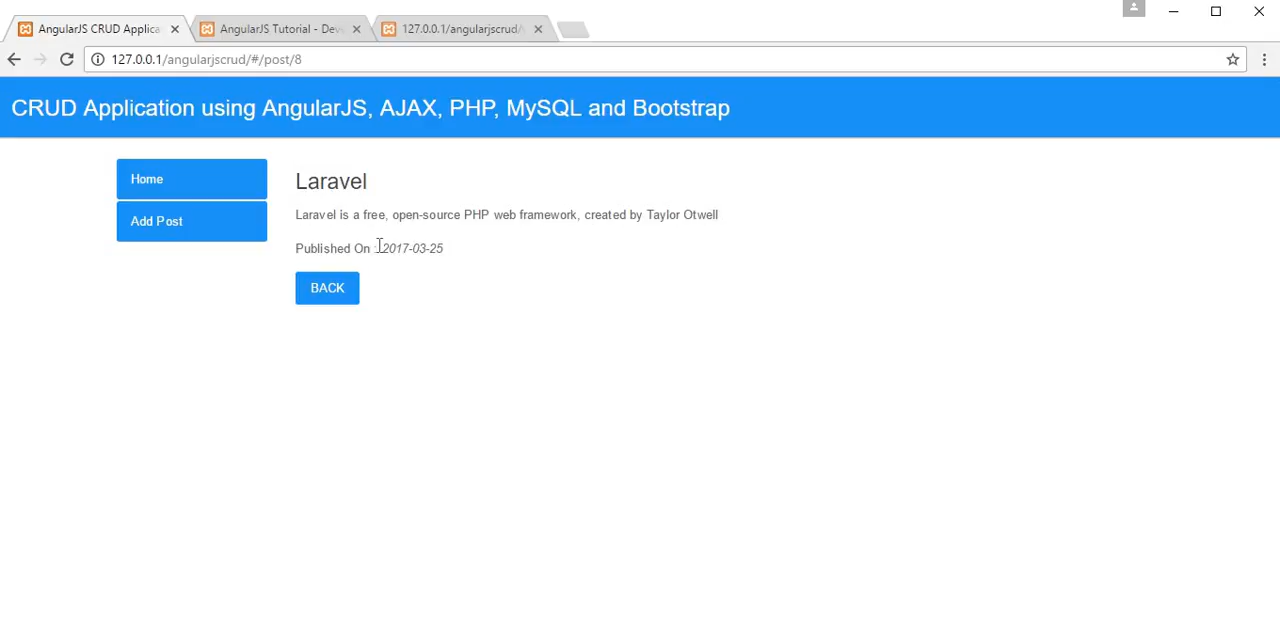 AngularJS CRUD Applica
AngularJS Tutorial - Dev
127.0.0.1/angularjscrud/
127.0.0.1/angularjscrud/#/post/8
CRUD Application using AngularJS, AJAX, PHP, MySQL and Bootstrap
Home
Add Post
Laravel
Laravel is a free, open-source PHP web framework, created by Taylor Otwell
Published On : 2017-03-25
BACK